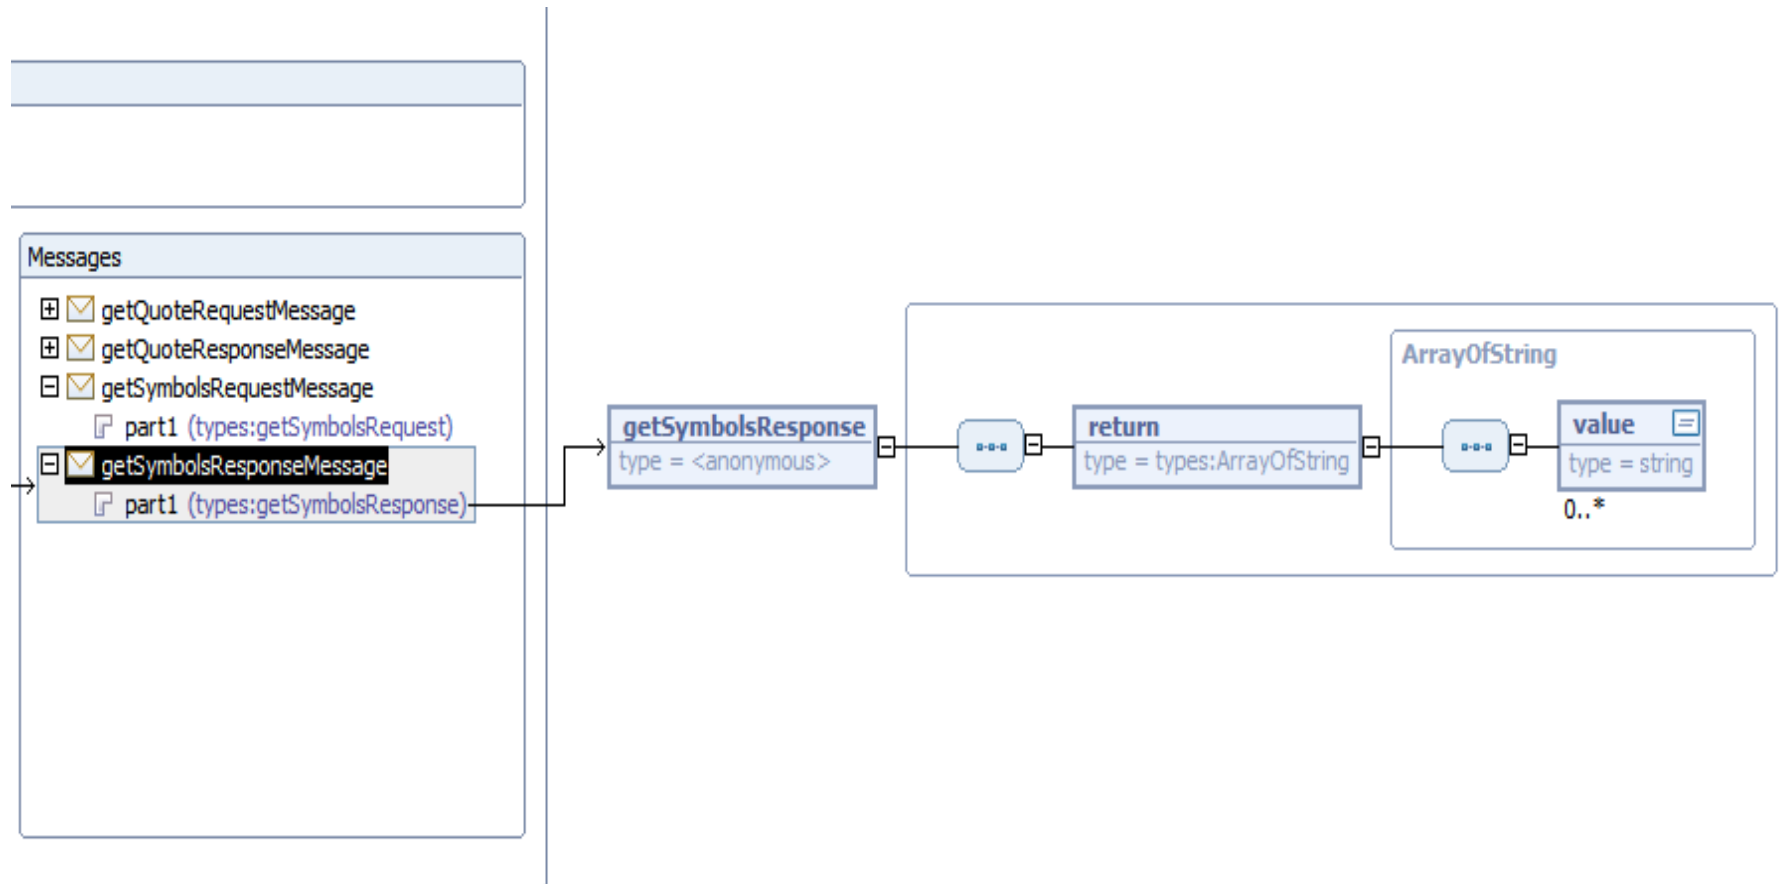 Messages
getQuoteRequestMessage
getQuoteResponseMessage
getSymbolsRequestMessage
part1 (types:getSymbolsRequest)
getSymbolsResponseMessage
part1 (types:getSymbolsResponse)
getSymbolsResponse
type = <anonymous>
return
type = types:ArrayOfString
ArrayOfString
value
type = string
0..*